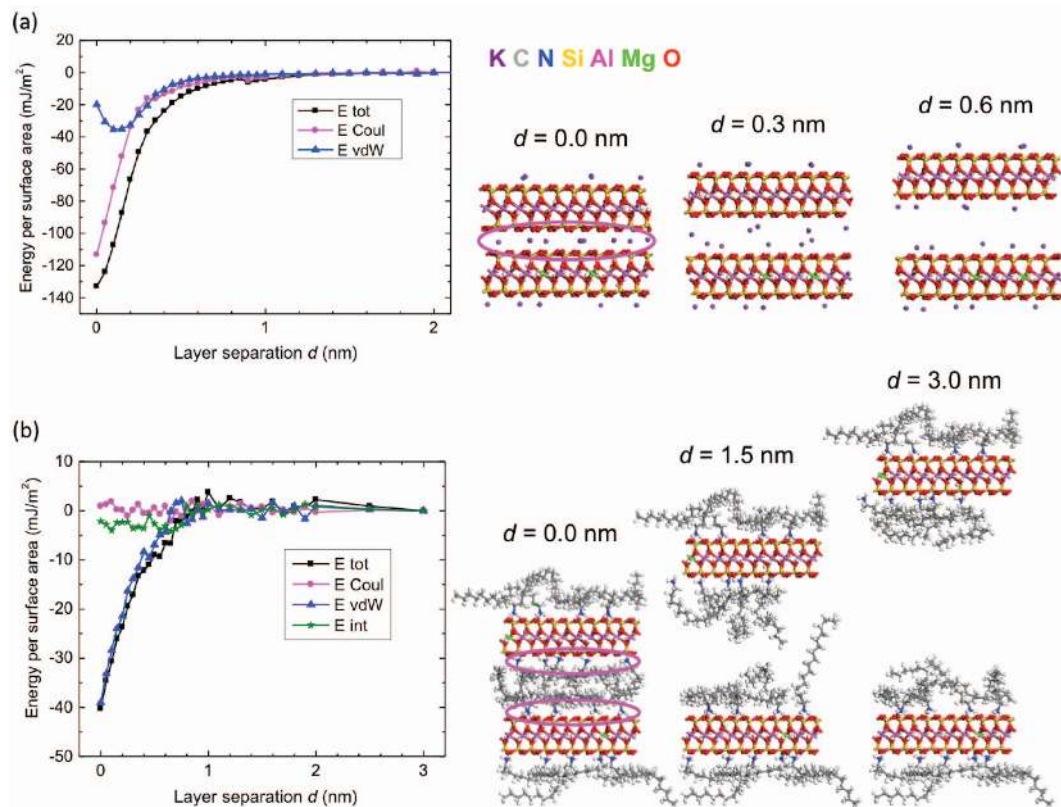 (a)
20
0
-20
-40
-60
-80
-100
-120
-140
Energy per surface area (mJ/m²)
E tot
E Coul
E vdW
0
1
2
Layer separation d (nm)
K C N Si Al Mg O
d = 0.0 nm
d = 0.3 nm
d = 0.6 nm
(b)
10
0
-10
-20
-30
-40
-50
Energy per surface area (mJ/m²)
E tot
E Coul
E vdW
E int
0
1
2
3
Layer separation d (nm)
d = 0.0 nm
d = 1.5 nm
d = 3.0 nm